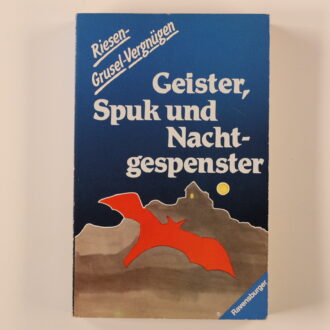 Riesen-
Grusel-Vergnügen
Geister,
Spuk und
Nacht-
gespenster
Ravensburger